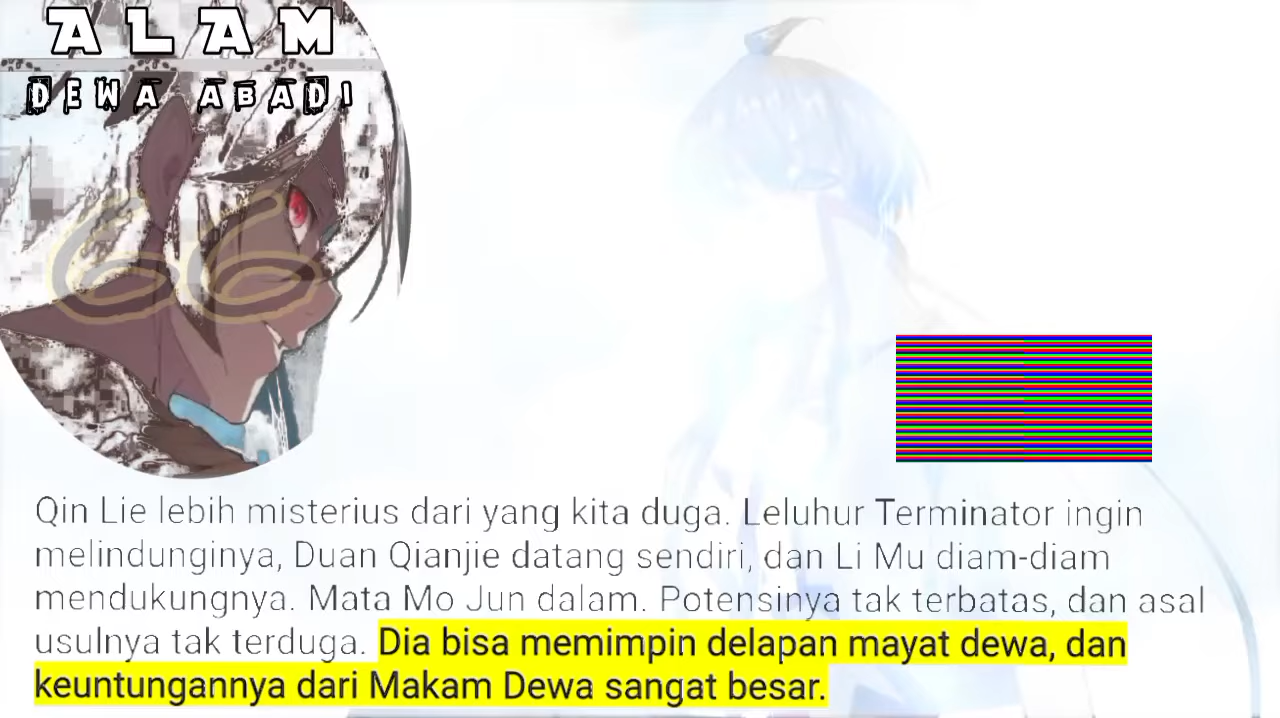 ALAM
DEWA ABADI
66
Qin Lie lebih misterius dari yang kita duga. Leluhur Terminator ingin
melindunginya, Duan Qianjie datang sendiri, dan Li Mu diam-diam
mendukungnya. Mata Mo Jun dalam. Potensinya tak terbatas, dan asal
usulnya tak terduga. Dia bisa memimpin delapan mayat dewa, dan
keuntungannya dari Makam Dewa sangat besar.